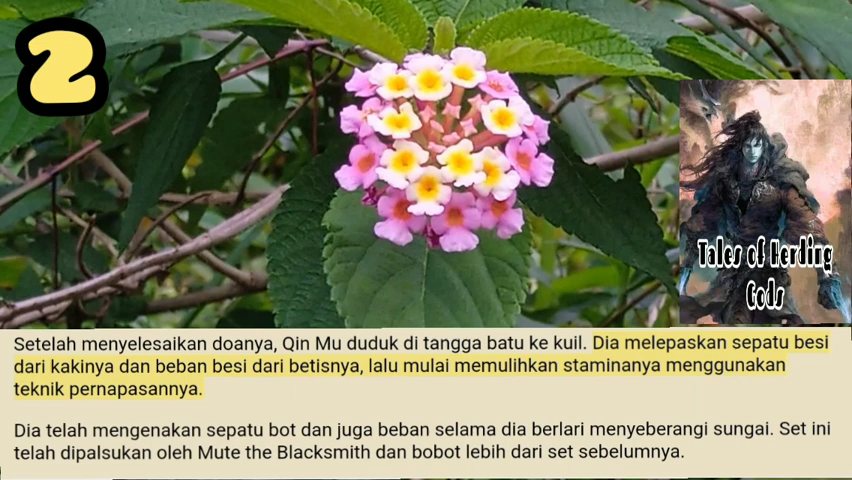 2
Tales of Herding
Gods
Setelah menyelesaikan doanya, Qin Mu duduk di tangga batu ke kuil. Dia melepaskan sepatu besi
dari kakinya dan beban besi dari betisnya, lalu mulai memulihkan staminanya menggunakan
teknik pernapasannya.
Dia telah mengenakan sepatu bot dan juga beban selama dia berlari menyeberangi sungai. Set ini
telah dipalsukan oleh Mute the Blacksmith dan bobot lebih dari set sebelumnya.